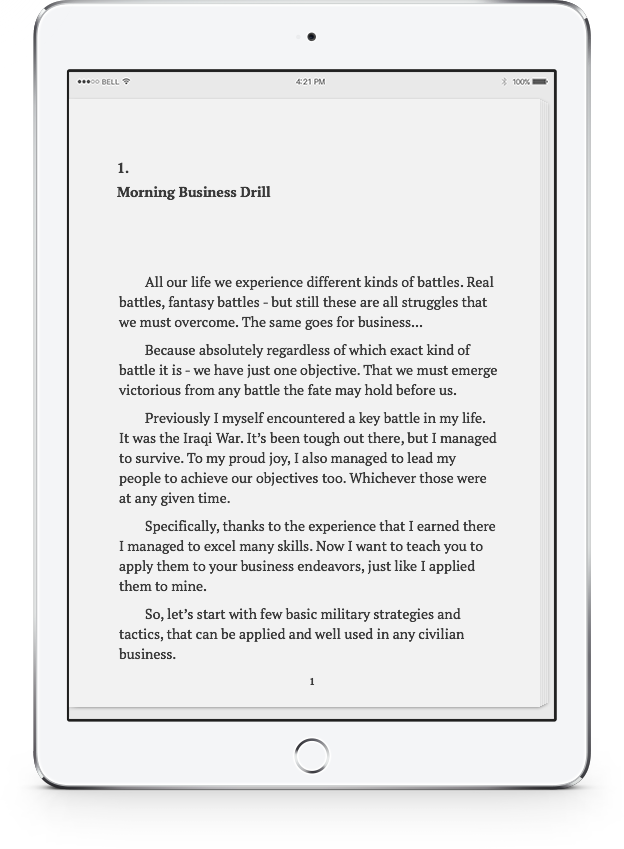 BELL
4:21 PM
100%
1.
Morning Business Drill
All our life we experience different kinds of battles. Real
battles, fantasy battles - but still these are all struggles that
we must overcome. The same goes for business...
Because absolutely regardless of which exact kind of
battle it is - we have just one objective. That we must emerge
victorious from any battle the fate may hold before us.
Previously I myself encountered a key battle in my life.
It was the Iraqi War. It's been tough out there, but I managed
to survive. To my proud joy, I also managed to lead my
people to achieve our objectives too. Whichever those were
at any given time.
Specifically, thanks to the experience that I earned there
I managed to excel many skills. Now I want to teach you to
apply them to your business endeavors, just like I applied
them to mine.
So, let's start with few basic military strategies and
tactics, that can be applied and well used in any civilian
business.
1